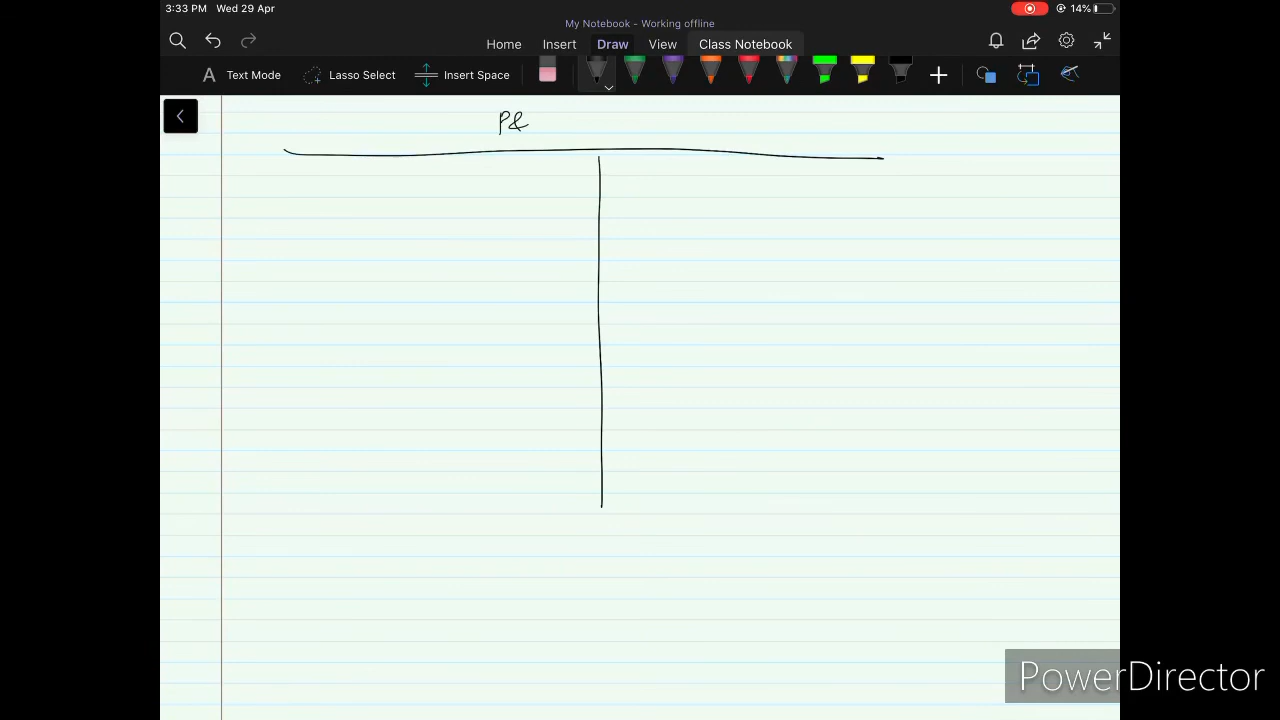 3:33 PM Wed 29 Apr 14%
My Notebook - Working offline
Home Insert Draw View Class Notebook
A Text Mode Lasso Select Insert Space
P&
PowerDirector